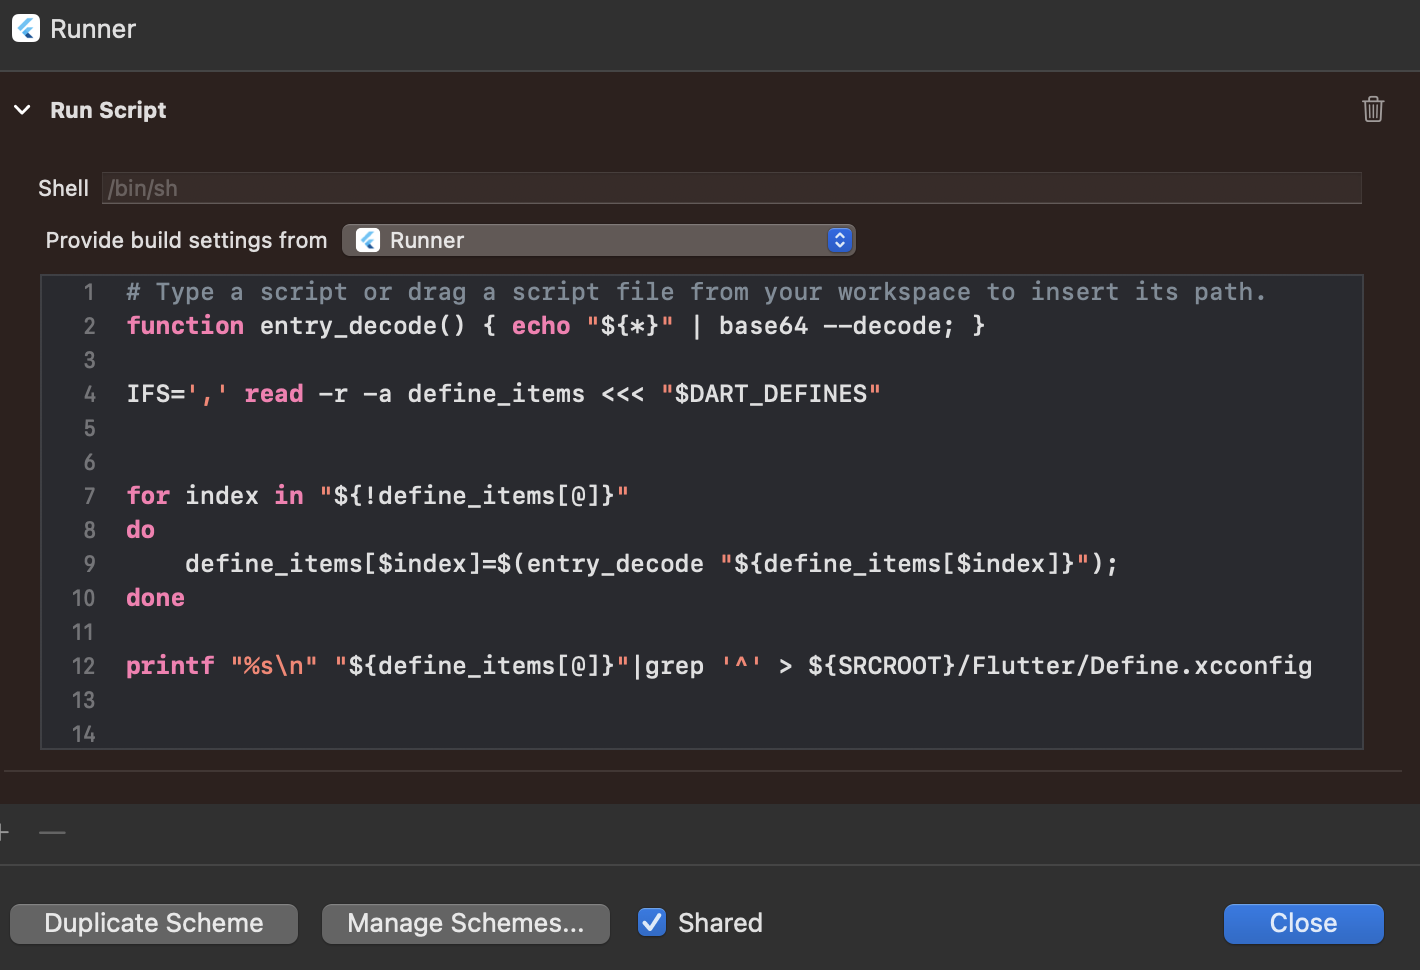 Runner
Run Script
Shell /bin/sh
Provide build settings from Runner
1 # Type a script or drag a script file from your workspace to insert its path.
2 function entry_decode() { echo "${*}" | base64 --decode; }
3
4 IFS=',' read -r -a define_items <<< "$DART_DEFINES"
5
6
7 for index in "${!define_items[@]}"
8 do
9     define_items[$index]=$(entry_decode "${define_items[$index]}");
10 done
11
12 printf "%s\n" "${define_items[@]}"|grep '^' > ${SRCROOT}/Flutter/Define.xcconfig
13
14
Duplicate Scheme Manage Schemes... Shared Close